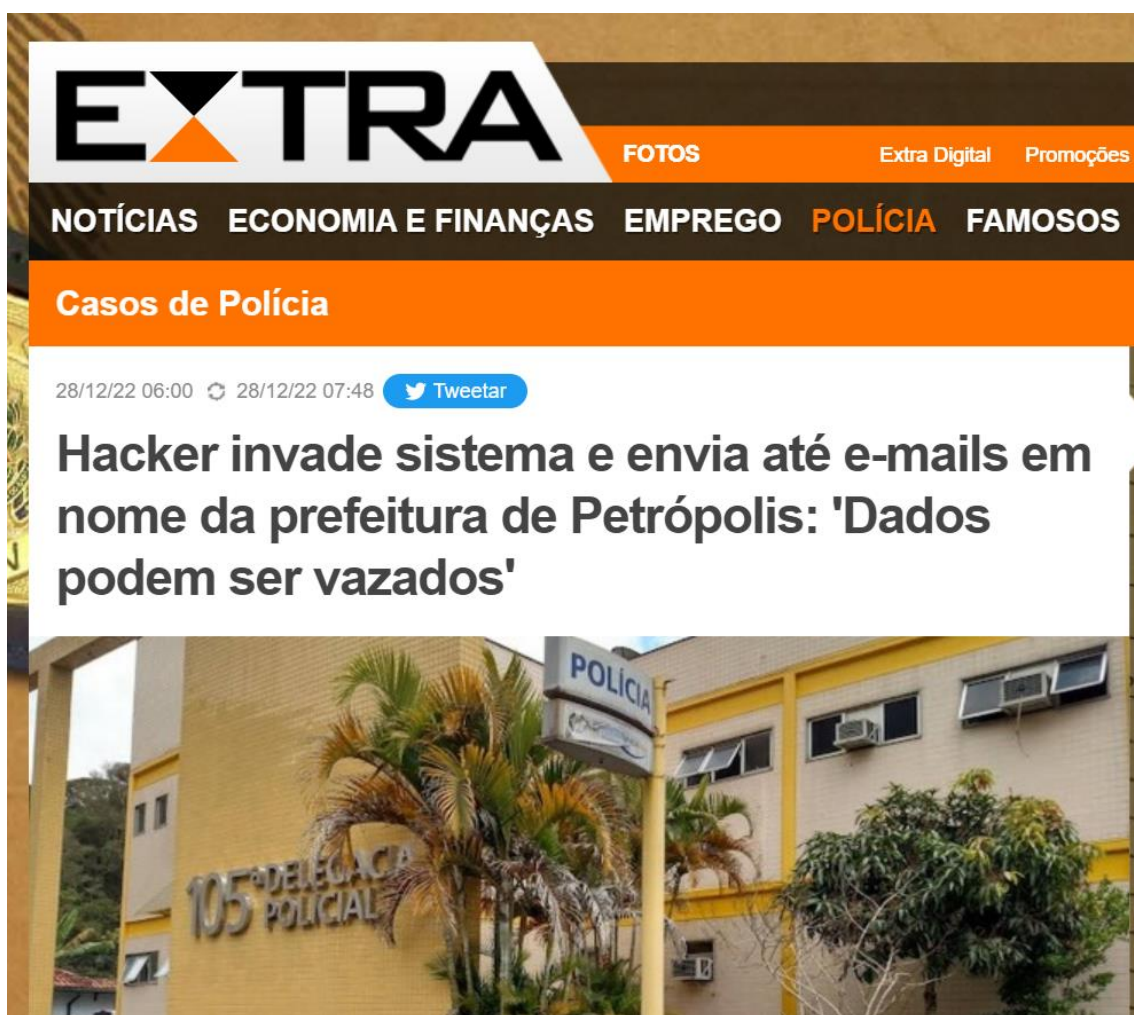 EXTRA
FOTOS Extra Digital Promoções
NOTÍCIAS ECONOMIA E FINANÇAS EMPREGO POLÍCIA FAMOSOS
Casos de Polícia
28/12/22 06:00 28/12/22 07:48 Tweetar
Hacker invade sistema e envia até e-mails em
nome da prefeitura de Petrópolis: 'Dados
podem ser vazados'
POLÍCIA
105ª DELEGACIA
POLICIAL